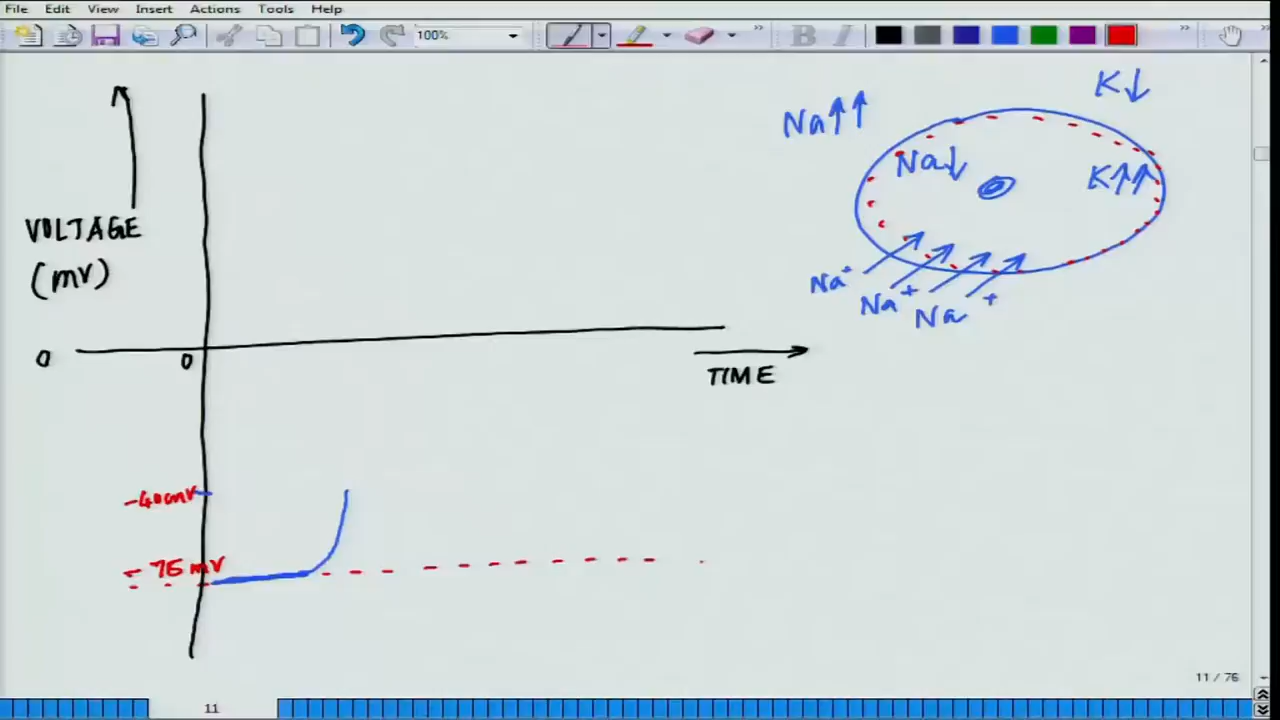 File Edit View Insert Actions Tools Help
100%
B I
K↓
Na↑↑
Na↓
K↑↑
VOLTAGE
(mV)
Na+
Na+
Na+
0
0
TIME
-40mV
-75mV
11 / 76
11